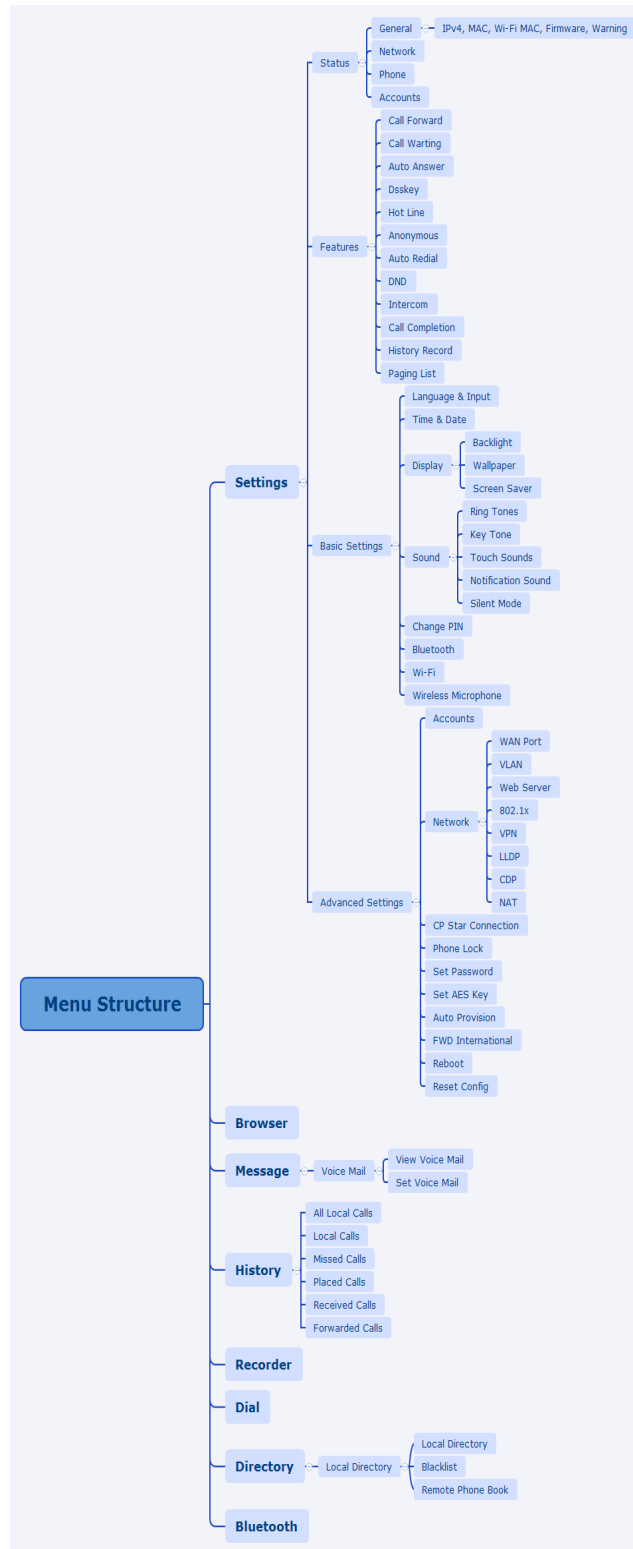 Menu Structure
Settings
Status
General
IPv4, MAC, Wi-Fi MAC, Firmware, Warning
Network
Phone
Accounts
Features
Call Forward
Call Warting
Auto Answer
Dsskey
Hot Line
Anonymous
Auto Redial
DND
Intercom
Call Completion
History Record
Paging List
Basic Settings
Language & Input
Time & Date
Display
Backlight
Wallpaper
Screen Saver
Sound
Ring Tones
Key Tone
Touch Sounds
Notification Sound
Silent Mode
Change PIN
Bluetooth
Wi-Fi
Wireless Microphone
Advanced Settings
Accounts
Network
WAN Port
VLAN
Web Server
802.1x
VPN
LLDP
CDP
NAT
CP Star Connection
Phone Lock
Set Password
Set AES Key
Auto Provision
FWD International
Reboot
Reset Config
Browser
Message
Voice Mail
View Voice Mail
Set Voice Mail
History
All Local Calls
Local Calls
Missed Calls
Placed Calls
Received Calls
Forwarded Calls
Recorder
Dial
Directory
Local Directory
Local Directory
Blacklist
Remote Phone Book
Bluetooth